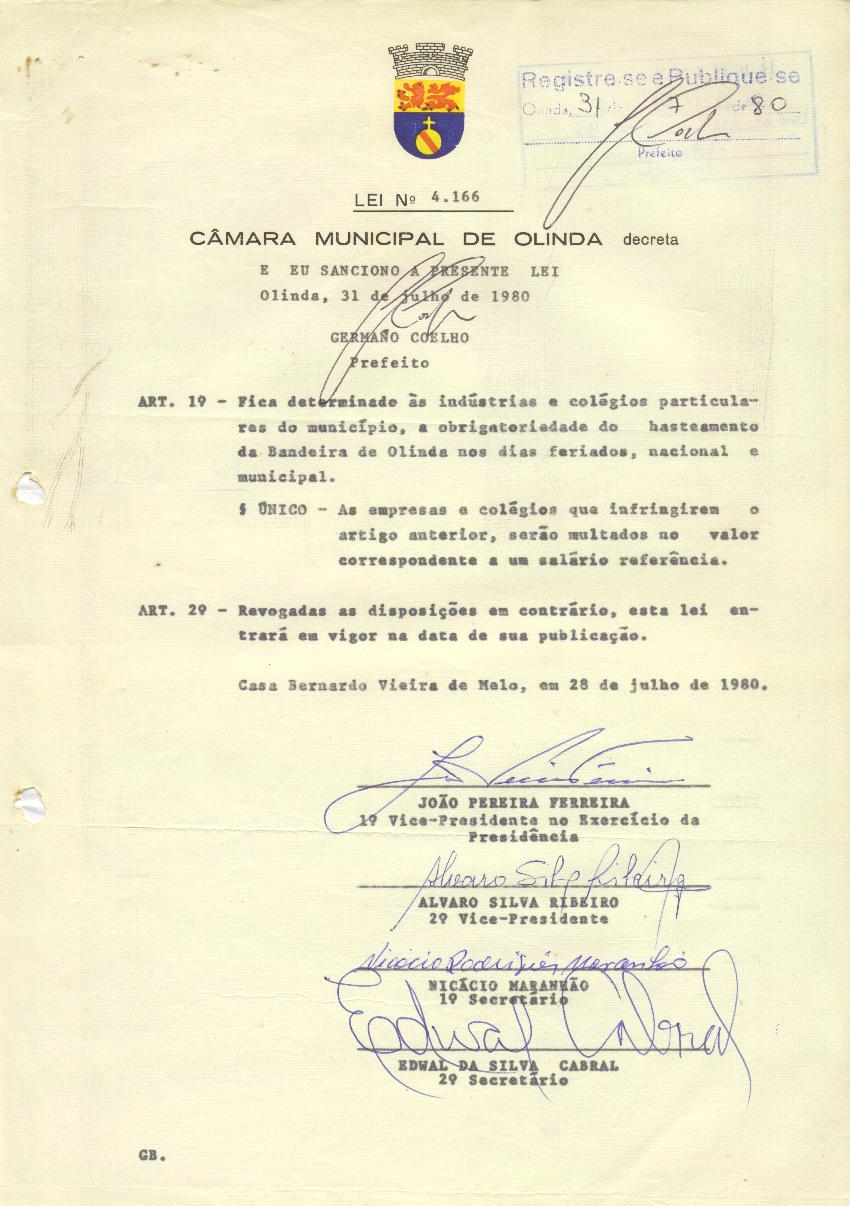 Registre-se e Publique-se
Olinda, 31 de 7 de 80
Prefeito
LEI Nº 4.166
CÂMARA MUNICIPAL DE OLINDA decreta
E EU SANCIONO A PRESENTE LEI
Olinda, 31 de julho de 1980
GERMANO COELHO
Prefeito
ART. 1º - Fica determinado às indústrias e colégios particula-
res do município, a obrigatoriedade do hasteamento
da Bandeira de Olinda nos dias feriados, nacional e
municipal.
§ ÚNICO - As empresas e colégios que infringirem o
artigo anterior, serão multados no valor
correspondente a um salário referência.
ART. 2º - Revogadas as disposições em contrário, esta lei en-
trará em vigor na data de sua publicação.
Casa Bernardo Vieira de Melo, em 28 de julho de 1980.
JOÃO PEREIRA FERREIRA
1º Vice-Presidente no Exercício da
Presidência
Alvaro Silva Ribeiro
ALVARO SILVA RIBEIRO
2º Vice-Presidente
Nicácio Rodrigues Maranhão
NICÁCIO MARANHÃO
1º Secretário
Edwal Cabral
EDWAL DA SILVA CABRAL
2º Secretário
GB.